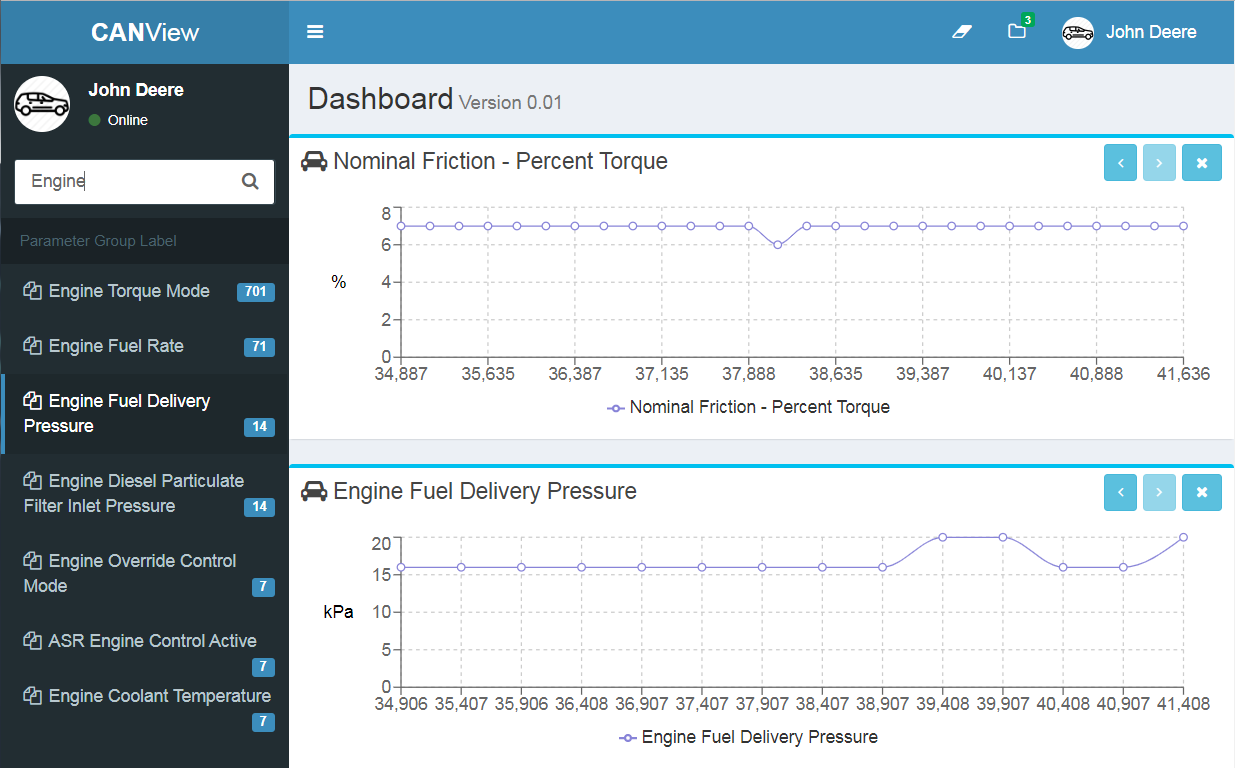 CANView
3
John Deere
John Deere
Online
Engine
Parameter Group Label
Engine Torque Mode 701
Engine Fuel Rate 71
Engine Fuel Delivery
Pressure 14
Engine Diesel Particulate
Filter Inlet Pressure 14
Engine Override Control
Mode 7
ASR Engine Control Active
7
Engine Coolant Temperature
7
Dashboard Version 0.01
Nominal Friction - Percent Torque
8
6
%
4
2
0
34,887 35,635 36,387 37,135 37,888 38,635 39,387 40,137 40,888 41,636
Nominal Friction - Percent Torque
Engine Fuel Delivery Pressure
20
15
kPa 10
5
0
34,906 35,407 35,906 36,408 36,907 37,407 37,907 38,407 38,907 39,408 39,907 40,408 40,907 41,408
Engine Fuel Delivery Pressure